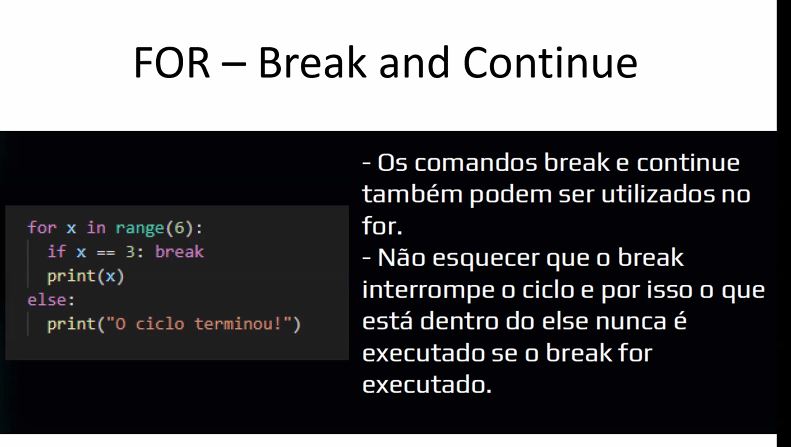 FOR – Break and Continue
for x in range(6):
if x == 3: break
print(x)
else:
print("O ciclo terminou!")
- Os comandos break e continue
também podem ser utilizados no
for.
- Não esquecer que o break
interrompe o ciclo e por isso o que
está dentro do else nunca é
executado se o break for
executado.